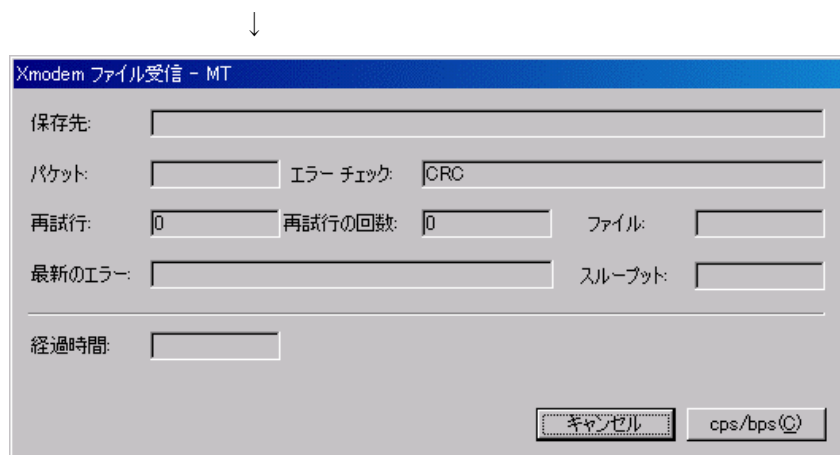 ↓
Xmodem ファイル受信 - MT
保存先:
パケット: エラー チェック: CRC
再試行: 0 再試行の回数: 0 ファイル:
最新のエラー: スループット:
経過時間:
キャンセル cps/bps(C)